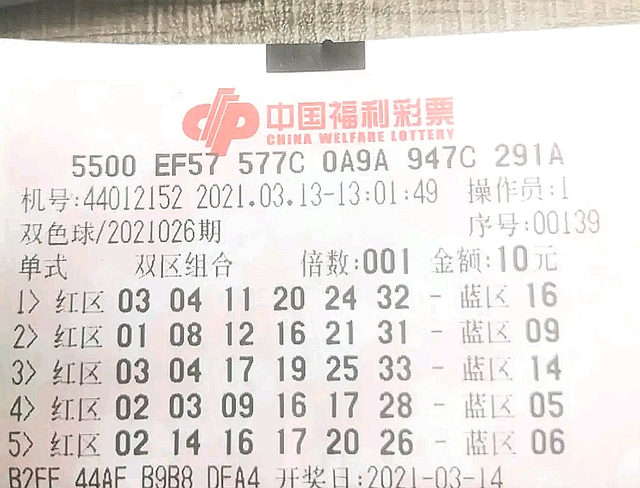 中国福利彩票
CHINA WELFARE LOTTERY
5500 EF57 577C 0A9A 947C 291A
机号:44012152 2021.03.13-13:01:49 操作员:1
双色球/2021026期 序号:00139
单式 双区组合 倍数:001 金额:10元
1> 红区 03 04 11 20 24 32 - 蓝区 16
2> 红区 01 08 12 16 21 31 - 蓝区 09
3> 红区 03 04 17 19 25 33 - 蓝区 14
4> 红区 02 03 09 16 17 28 - 蓝区 05
5> 红区 02 14 16 17 20 26 - 蓝区 06
B2FF 44AF B9B8 DFA4 开奖日:2021-03-14